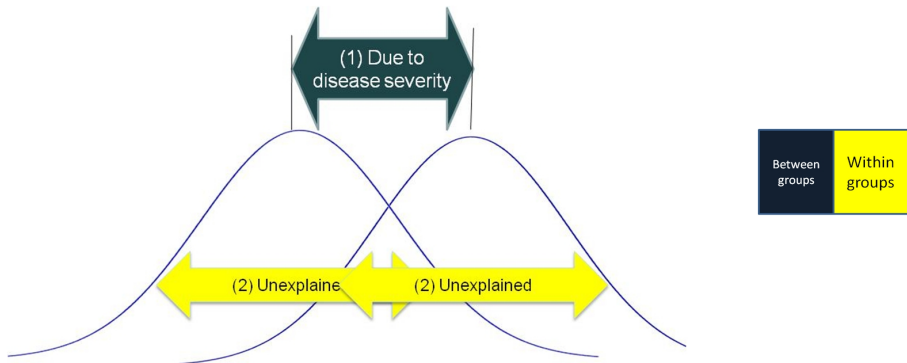 (1) Due to
disease severity
Between
groups
Within
groups
(2) Unexplaine
(2) Unexplained